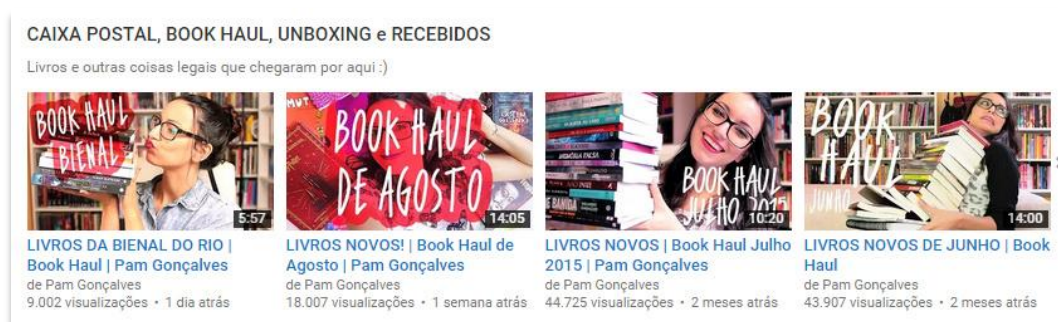 CAIXA POSTAL, BOOK HAUL, UNBOXING e RECEBIDOS
Livros e outras coisas legais que chegaram por aqui :)
BOOK HAUL
BIENAL
5:57
MUT
BOOK HAUL
DE AGOSTO
14:05
MEMÓRIA FALSA
BOOK HAUL
JULHO 2015
10:20
BOOK
HAUL
JUNHO
14:00
LIVROS DA BIENAL DO RIO |
Book Haul | Pam Gonçalves
de Pam Gonçalves
9.002 visualizações • 1 dia atrás
LIVROS NOVOS! | Book Haul de
Agosto | Pam Gonçalves
de Pam Gonçalves
18.007 visualizações • 1 semana atrás
LIVROS NOVOS | Book Haul Julho
2015 | Pam Gonçalves
de Pam Gonçalves
44.725 visualizações • 2 meses atrás
LIVROS NOVOS DE JUNHO | Book
Haul
de Pam Gonçalves
43.907 visualizações • 2 meses atrás